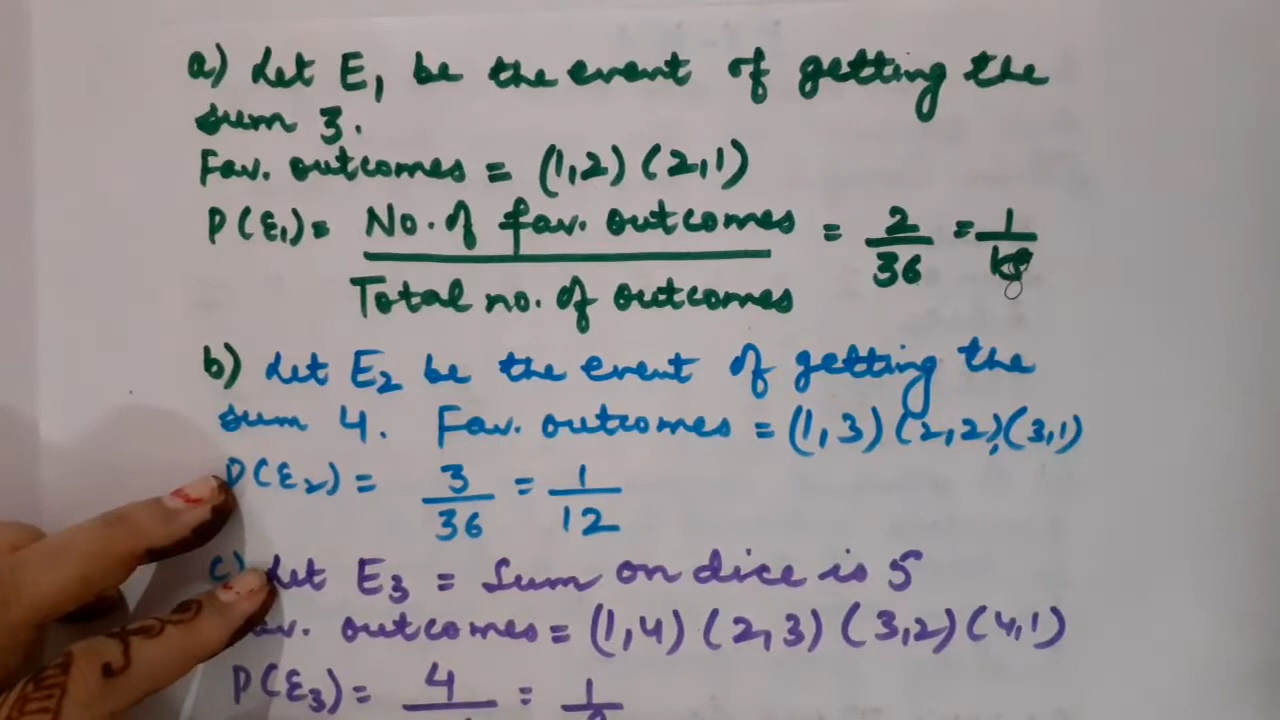 a) Let E1 be the event of getting the
sum 3.
Fav. outcomes = (1,2) (2,1)
P(E1) = No. of fav. outcomes / Total no. of outcomes = 2/36 = 1/18
b) Let E2 be the event of getting the
sum 4. Fav. outcomes = (1,3) (2,2), (3,1)
P(E2) = 3/36 = 1/12
c) Let E3 = Sum on dice is 5
outcomes = (1,4) (2,3) (3,2) (4,1)
P(E3) = 4 = 1